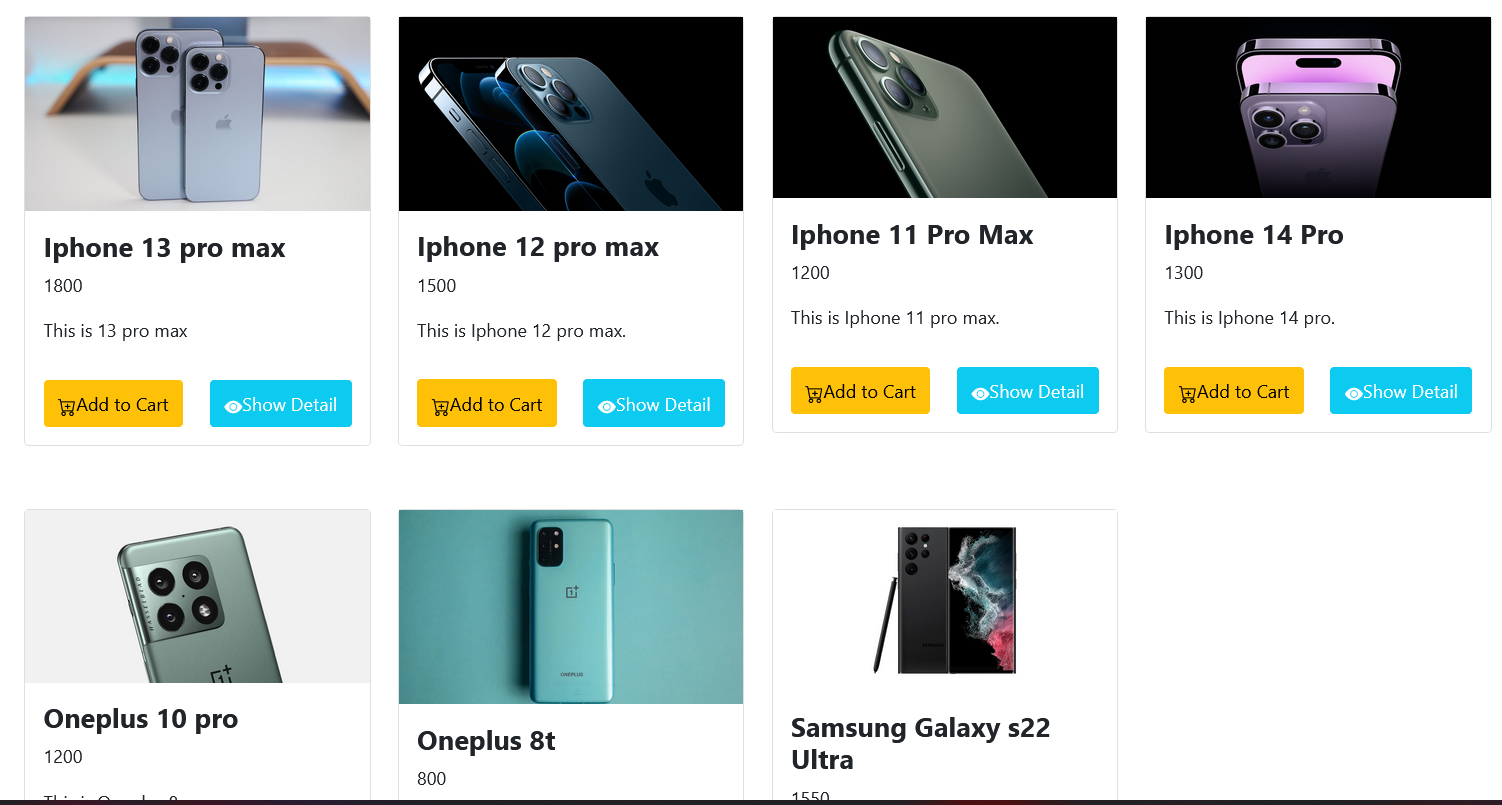 Iphone 13 pro max
1800
This is 13 pro max
Add to Cart
Show Detail
Iphone 12 pro max
1500
This is Iphone 12 pro max.
Add to Cart
Show Detail
Iphone 11 Pro Max
1200
This is Iphone 11 pro max.
Add to Cart
Show Detail
Iphone 14 Pro
1300
This is Iphone 14 pro.
Add to Cart
Show Detail
HASSELBLAD
Oneplus 10 pro
1200
ONEPLUS
Oneplus 8t
800
SAMSUNG
Samsung Galaxy s22
Ultra
1550